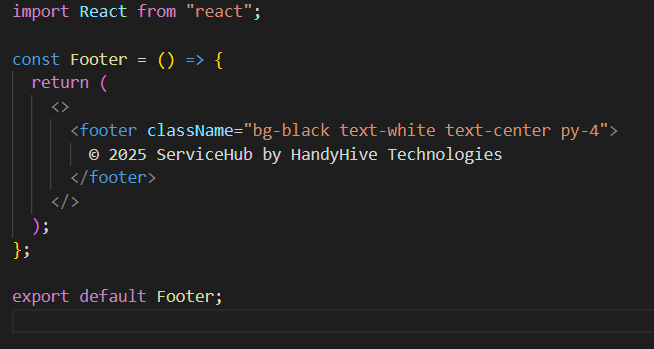 import React from "react";
const Footer = () => {
return (
<>
<footer className="bg-black text-white text-center py-4">
© 2025 ServiceHub by HandyHive Technologies
</footer>
</>
);
};
export default Footer;